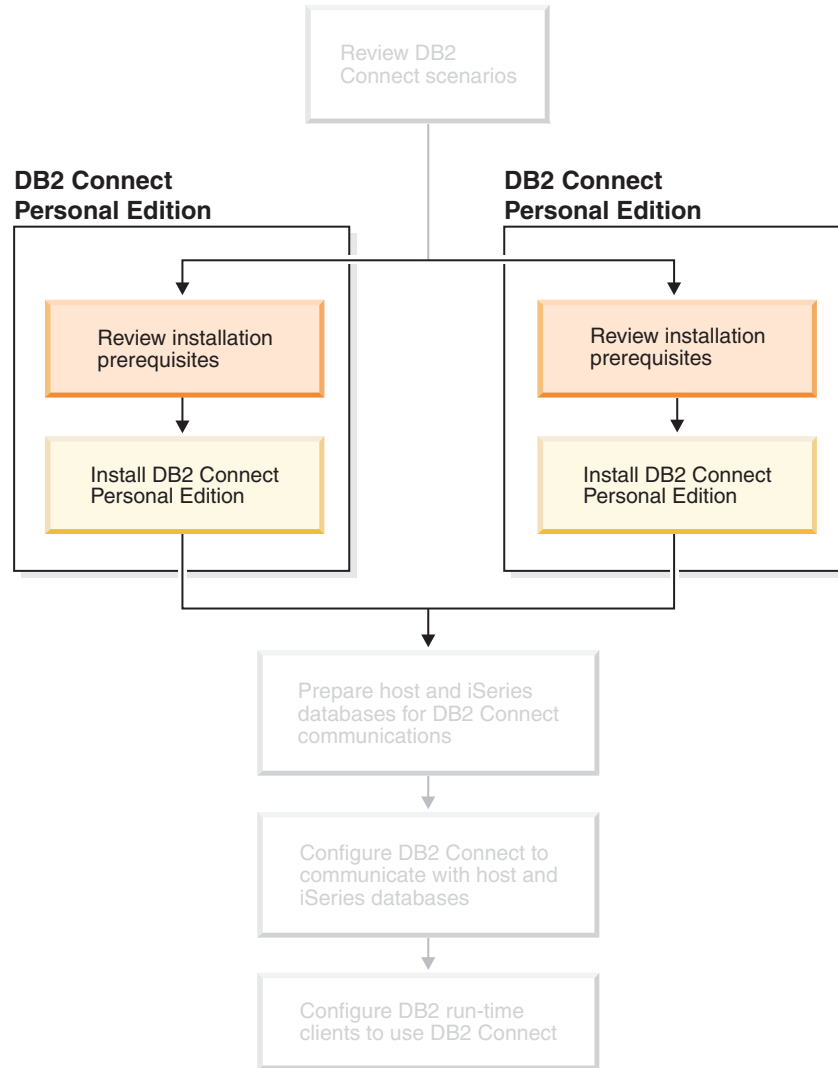 Review DB2
Connect scenarios
DB2 Connect
Personal Edition
Review installation
prerequisites
Install DB2 Connect
Personal Edition
DB2 Connect
Personal Edition
Review installation
prerequisites
Install DB2 Connect
Personal Edition
Prepare host and iSeries
databases for DB2 Connect
communications
Configure DB2 Connect to
communicate with host and
iSeries databases
Configure DB2 run-time
clients to use DB2 Connect